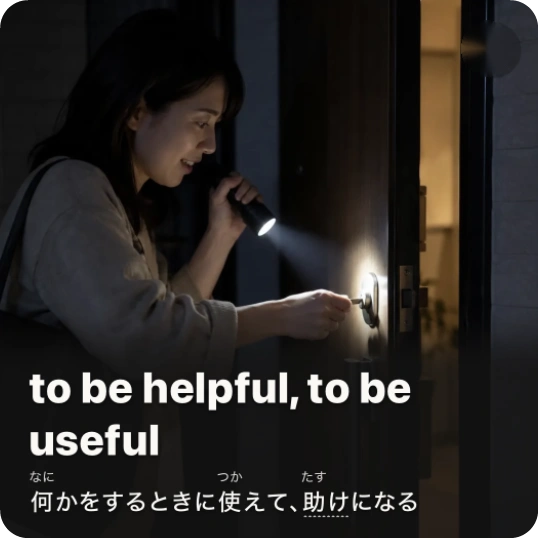 to be helpful, to be
useful
なに つか たす
何かをするときに使えて、助けになる